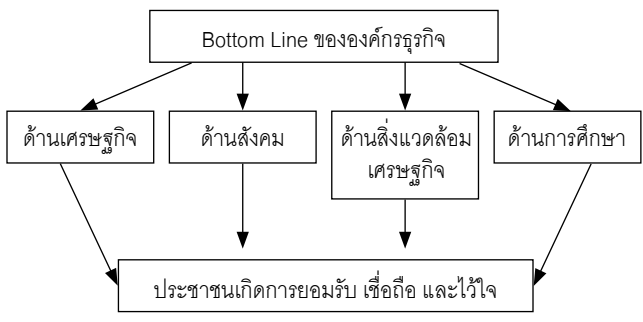 Bottom Line ขององค์กรธุรกิจ
ด้านเศรษฐกิจ
ด้านสังคม
ด้านสิ่งแวดล้อม
เศรษฐกิจ
ด้านการศึกษา
ประชาชนเกิดการยอมรับ เชื่อถือ และไว้ใจ